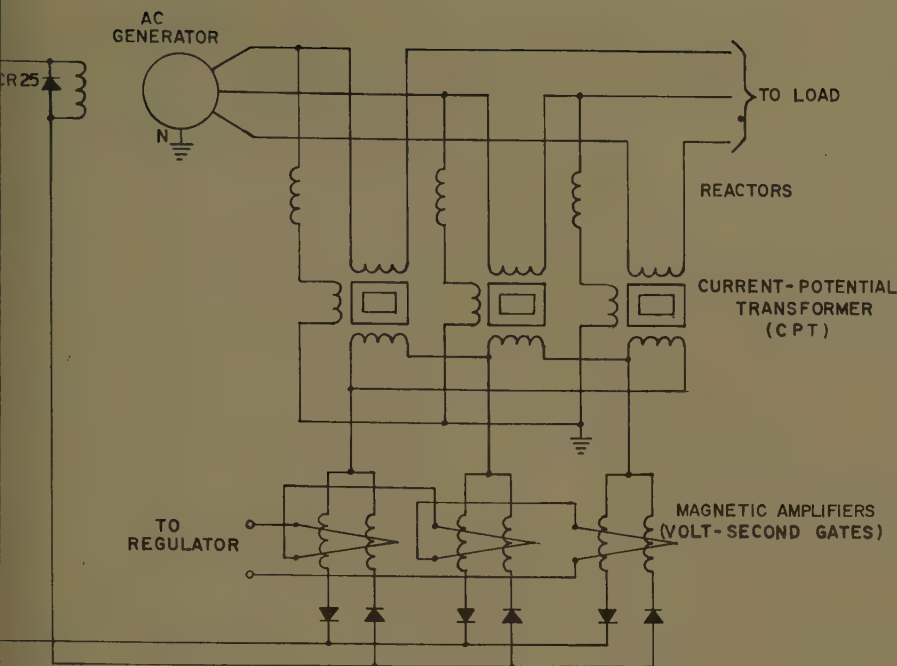 AC
GENERATOR
CR25
N
TO LOAD
REACTORS
CURRENT-POTENTIAL
TRANSFORMER
(CPT)
TO
REGULATOR
MAGNETIC AMPLIFIERS
(VOLT-SECOND GATES)